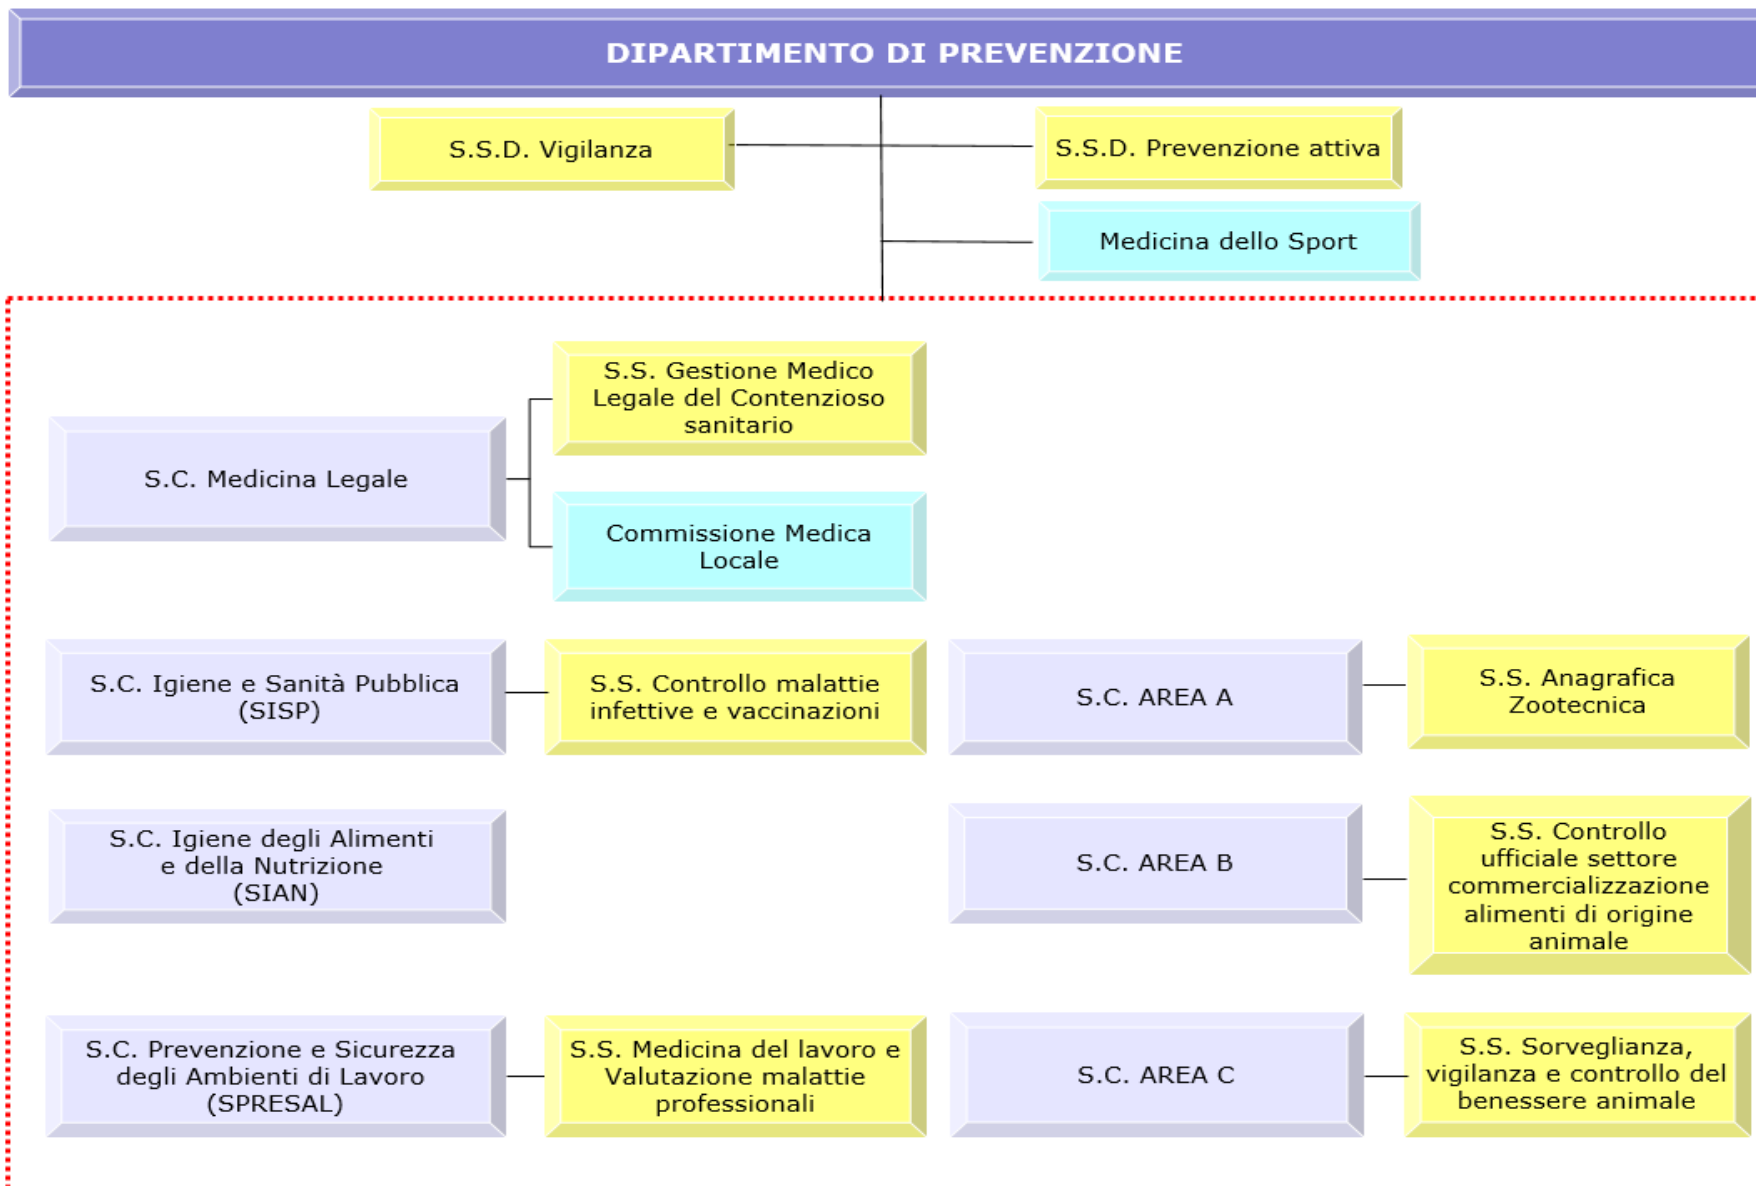 DIPARTIMENTO DI PREVENZIONE
S.S.D. Vigilanza
S.S.D. Prevenzione attiva
Medicina dello Sport
S.C. Medicina Legale
S.S. Gestione Medico
Legale del Contenzioso
sanitario
Commissione Medica
Locale
S.C. Igiene e Sanità Pubblica
(SISP)
S.S. Controllo malattie
infettive e vaccinazioni
S.C. AREA A
S.S. Anagrafica
Zootecnica
S.C. Igiene degli Alimenti
e della Nutrizione
(SIAN)
S.C. AREA B
S.S. Controllo
ufficiale settore
commercializzazione
alimenti di origine
animale
S.C. Prevenzione e Sicurezza
degli Ambienti di Lavoro
(SPRESAL)
S.S. Medicina del lavoro e
Valutazione malattie
professionali
S.C. AREA C
S.S. Sorveglianza,
vigilanza e controllo del
benessere animale